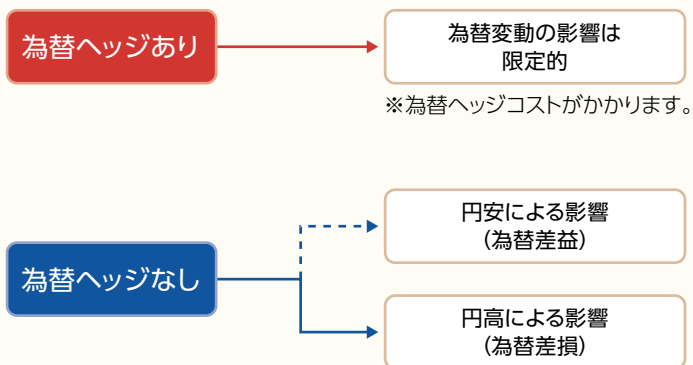 為替ヘッジあり
為替変動の影響は
限定的
※為替ヘッジコストがかかります。
為替ヘッジなし
円安による影響
(為替差益)
円高による影響
(為替差損)